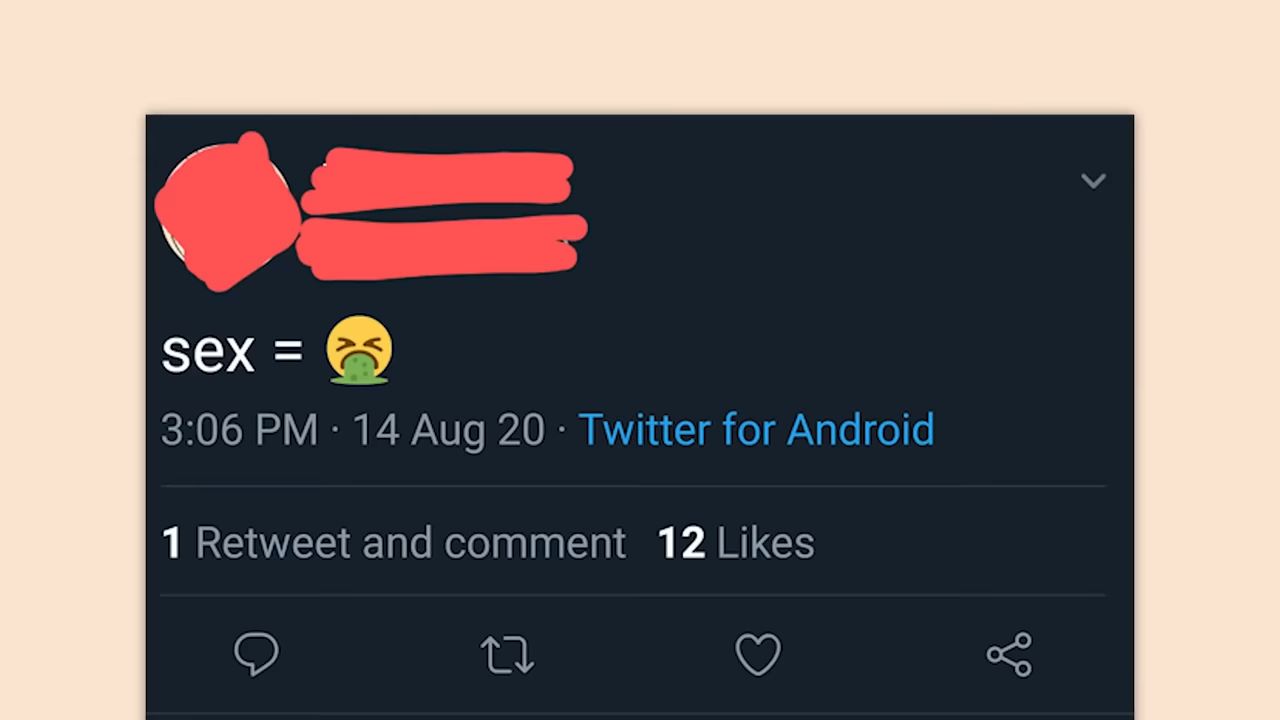 sex = 🤮
3:06 PM · 14 Aug 20 · Twitter for Android
1 Retweet and comment 12 Likes